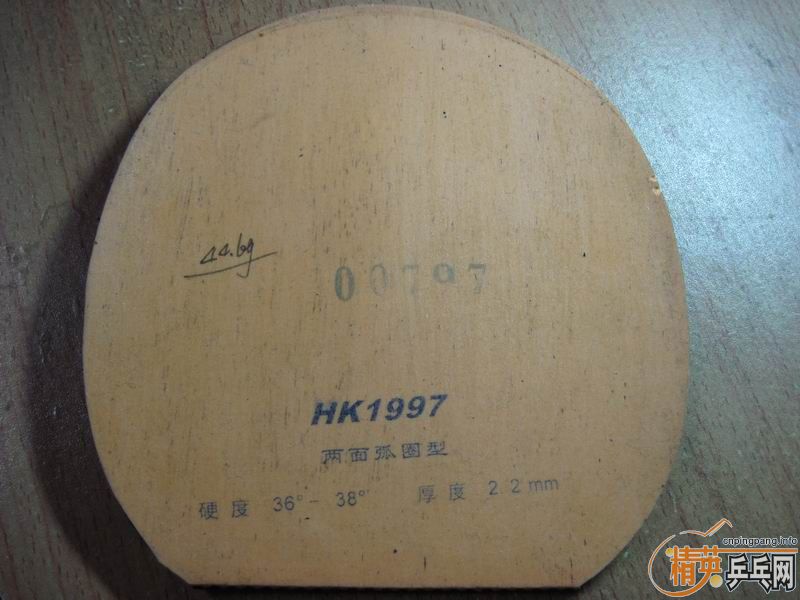 44.6g
00797
HK1997
两面弧圈型
硬度 36°- 38° 厚度 2.2mm
cnpingpang.info
精英乒乓网